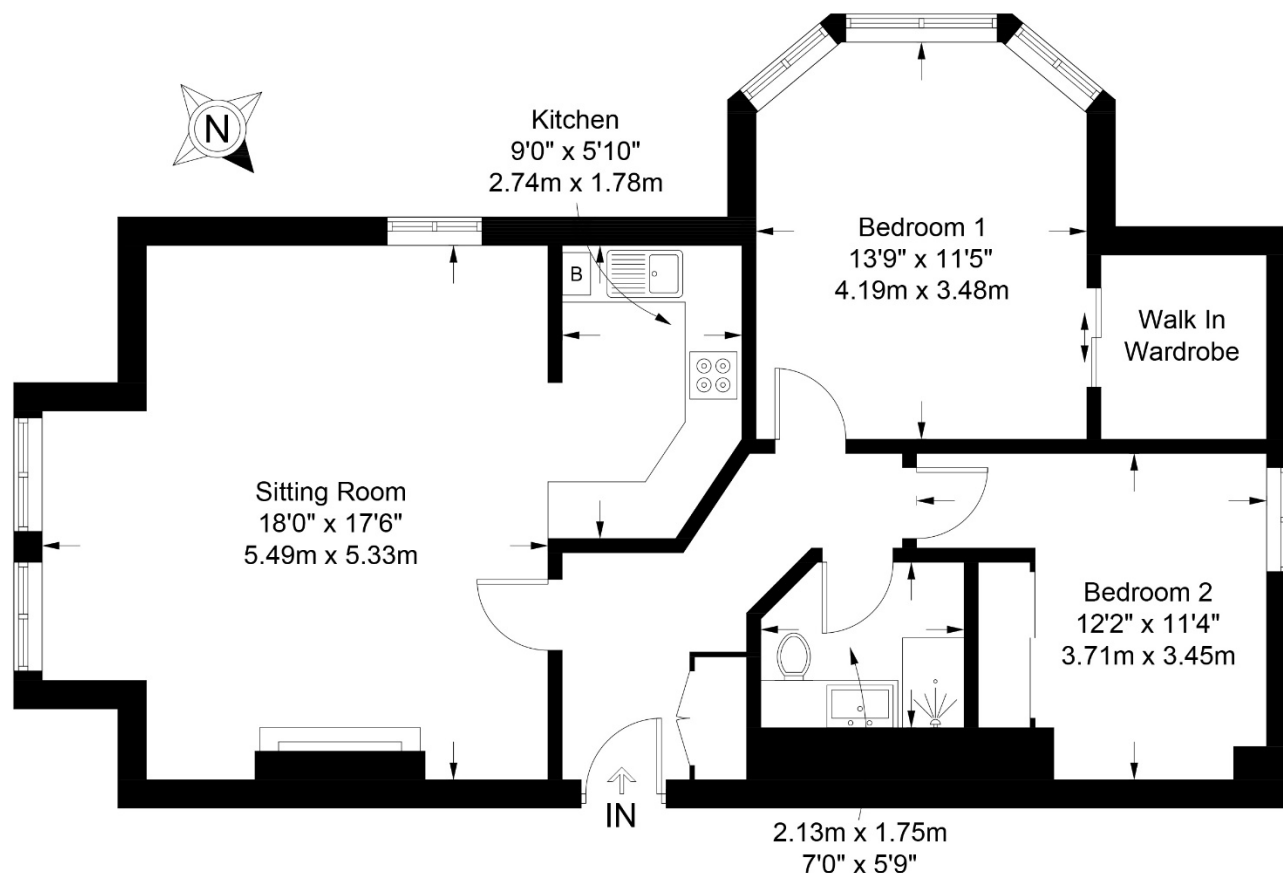 N
Kitchen
9'0" x 5'10"
2.74m x 1.78m
B
Bedroom 1
13'9" x 11'5"
4.19m x 3.48m
Walk In
Wardrobe
Sitting Room
18'0" x 17'6"
5.49m x 5.33m
Bedroom 2
12'2" x 11'4"
3.71m x 3.45m
IN
2.13m x 1.75m
7'0" x 5'9"